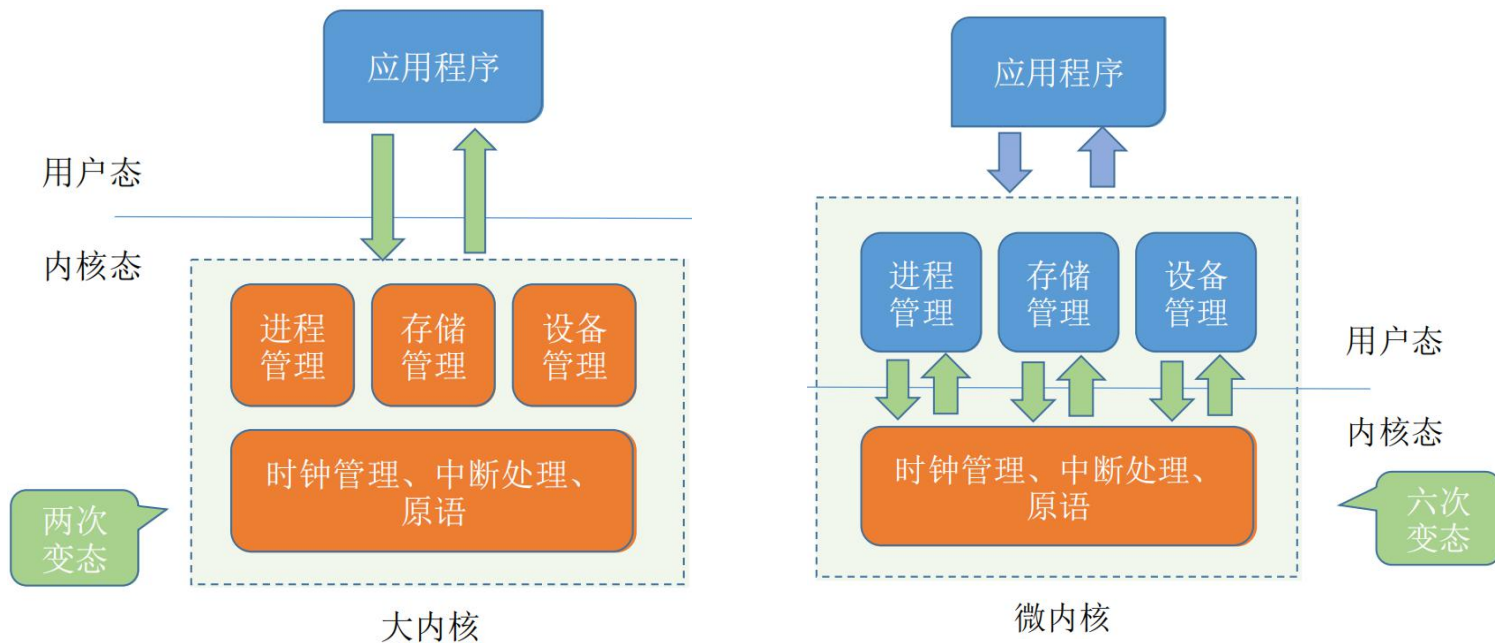 应用程序
用户态
内核态
进程
管理
存储
管理
设备
管理
时钟管理、中断处理、
原语
两次
变态
大内核
应用程序
进程
管理
存储
管理
设备
管理
用户态
内核态
时钟管理、中断处理、
原语
六次
变态
微内核